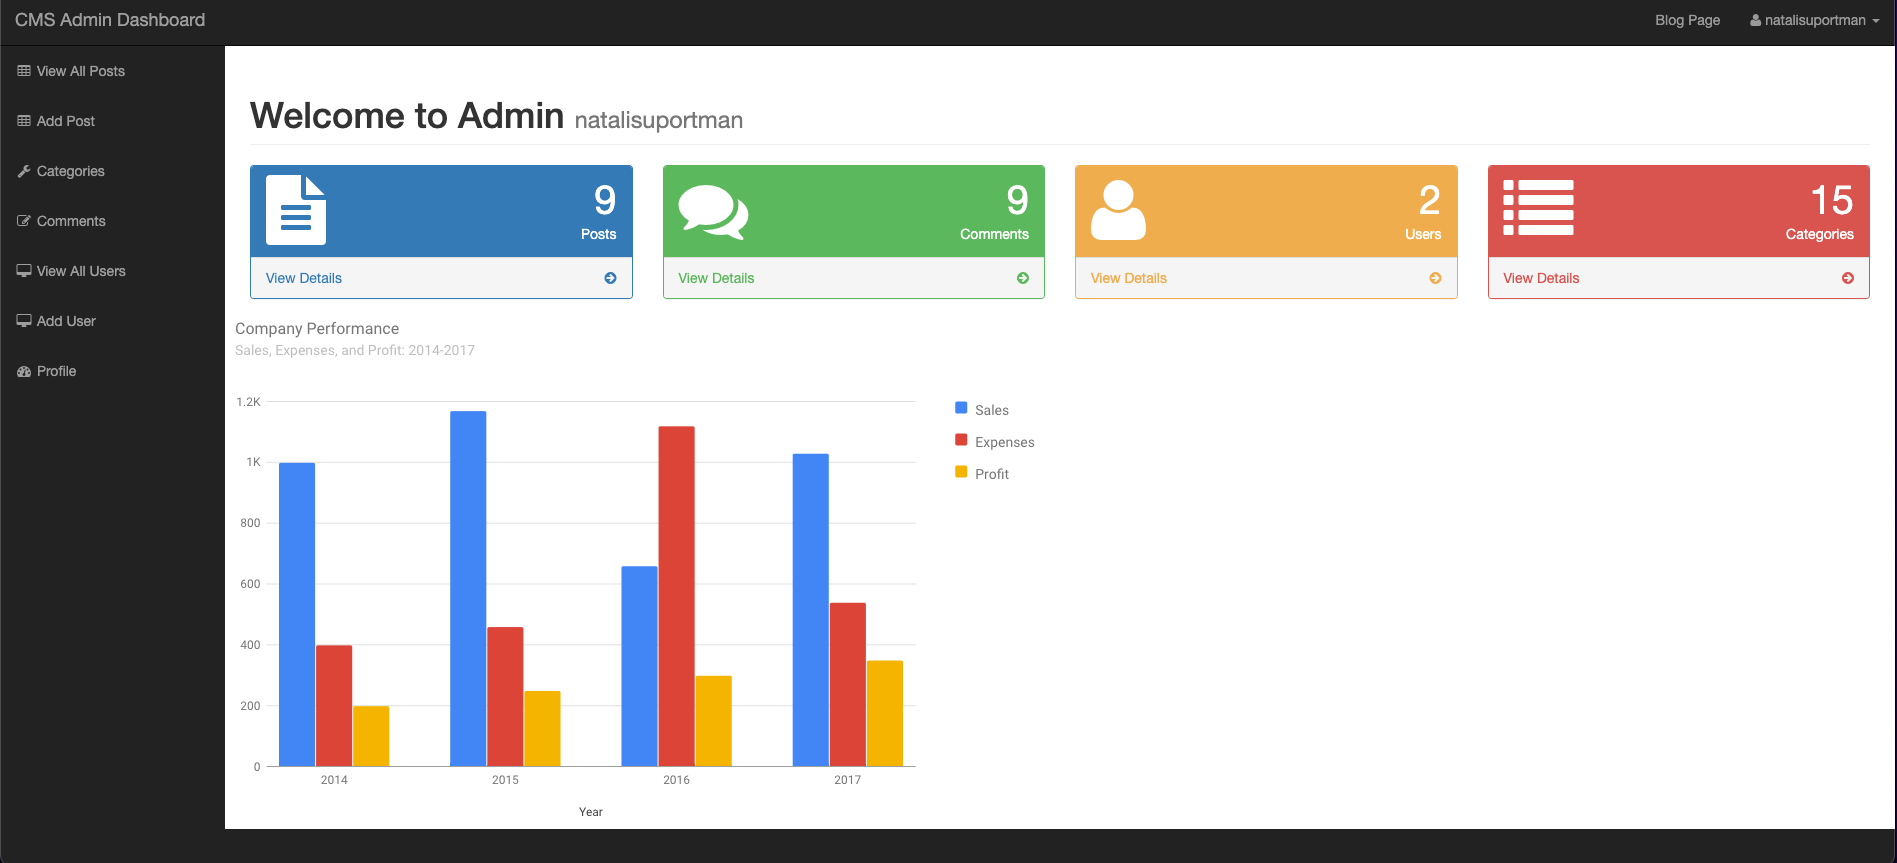 CMS Admin Dashboard
Blog Page
natalisuportman
View All Posts
Add Post
Categories
Comments
View All Users
Add User
Profile
Welcome to Admin natalisuportman
9
Posts
View Details
9
Comments
View Details
2
Users
View Details
15
Categories
View Details
Company Performance
Sales, Expenses, and Profit: 2014-2017
1.2K
1K
800
600
400
200
0
2014
2015
2016
2017
Year
Sales
Expenses
Profit